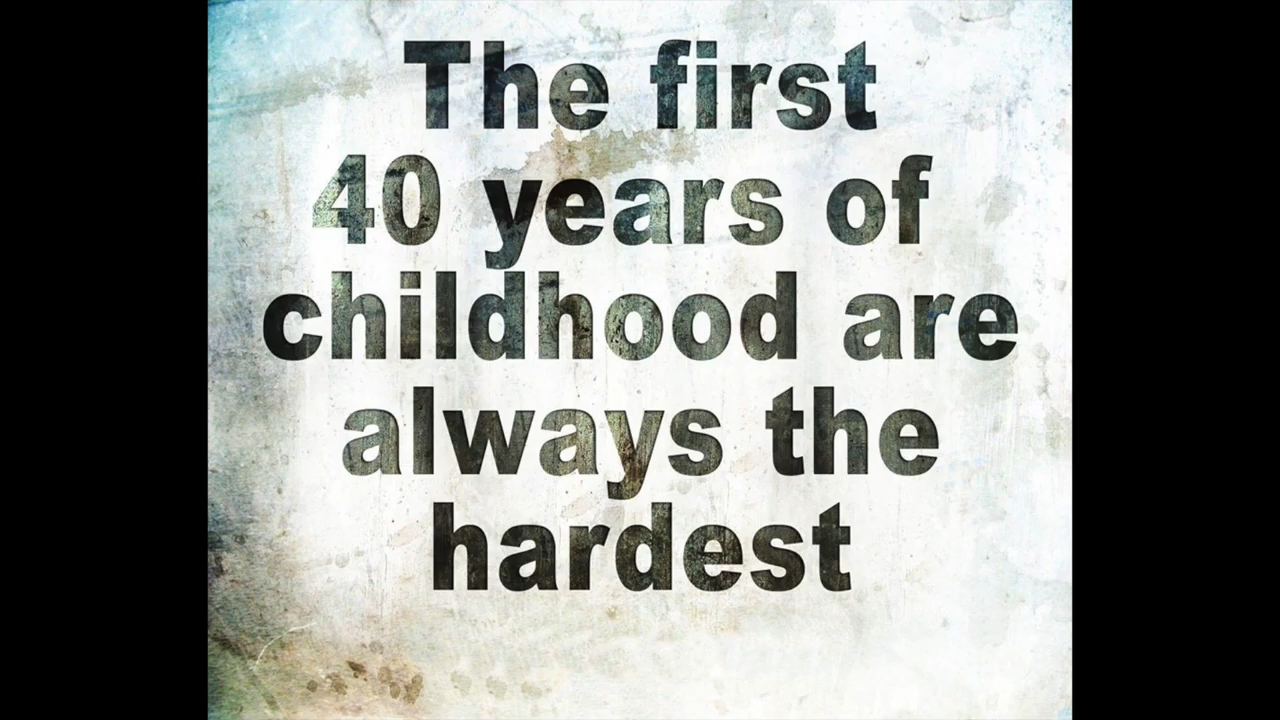 The first
40 years of
childhood are
always the
hardest